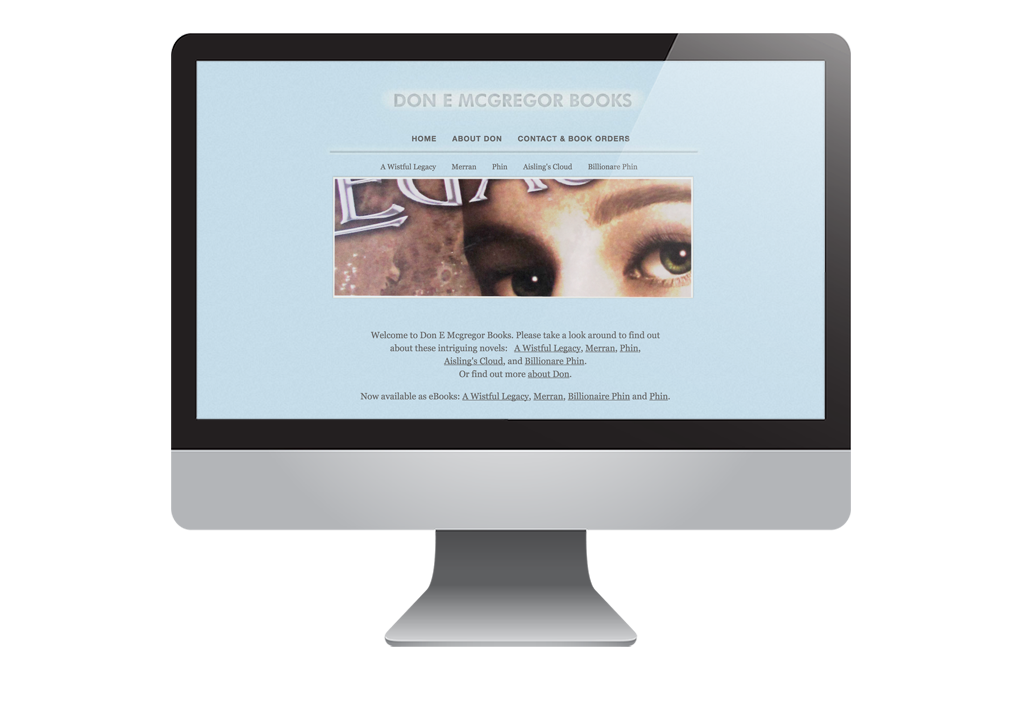 DON E MCGREGOR BOOKS
HOME ABOUT DON CONTACT & BOOK ORDERS
A Wistful Legacy Merran Phin Aisling's Cloud Billionare Phin
LEGAC
Welcome to Don E Mcgregor Books. Please take a look around to find out
about these intriguing novels: A Wistful Legacy, Merran, Phin,
Aisling's Cloud, and Billionare Phin.
Or find out more about Don.
Now available as eBooks: A Wistful Legacy, Merran, Billionaire Phin and Phin.